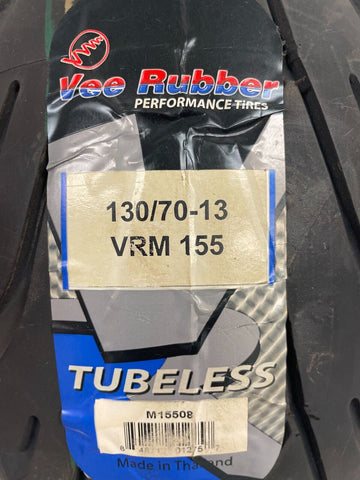 Vee Rubber
PERFORMANCE TIRES
130/70-13
VRM 155
TUBELESS
M15508
Made in Thailand